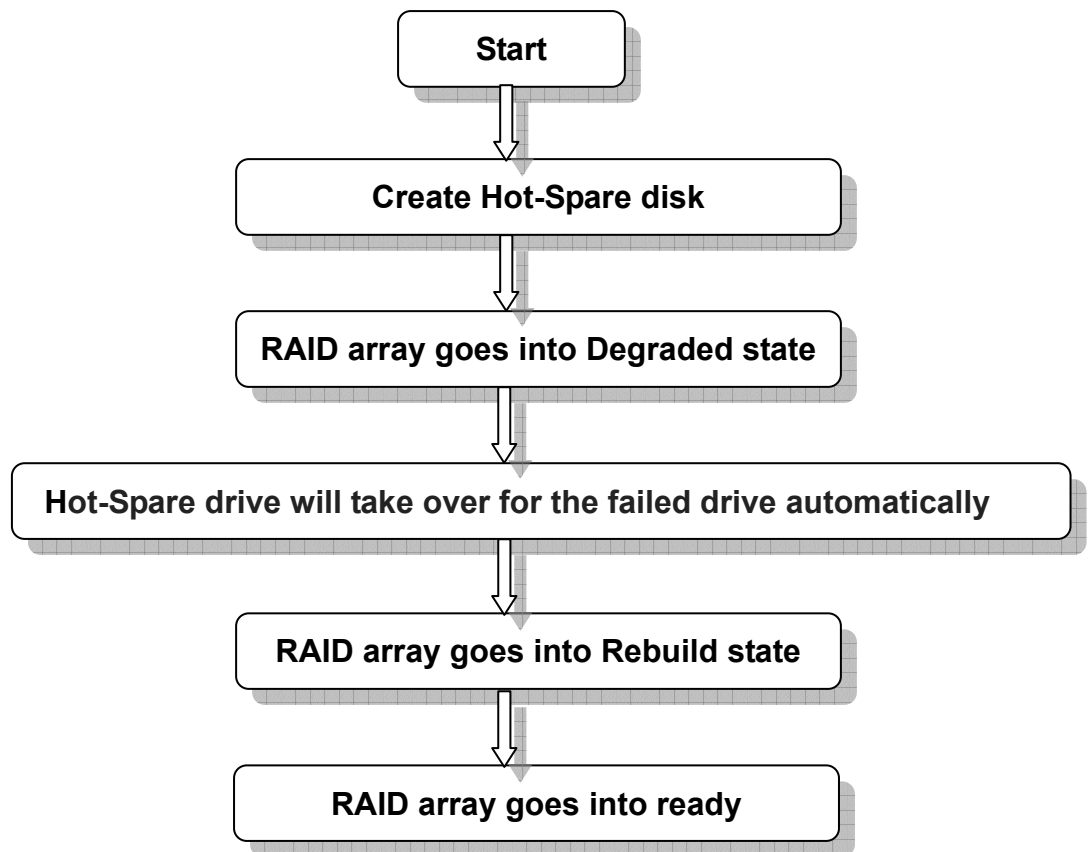 Start
Create Hot-Spare disk
RAID array goes into Degraded state
Hot-Spare drive will take over for the failed drive automatically
RAID array goes into Rebuild state
RAID array goes into ready